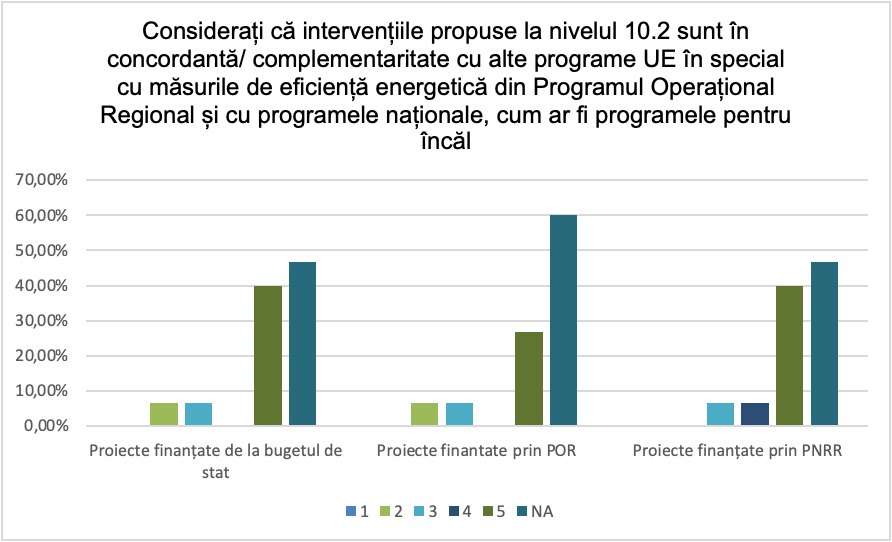 Considerați că intervențiile propuse la nivelul 10.2 sunt în
concordantă/ complementaritate cu alte programe UE în special
cu măsurile de eficiență energetică din Programul Operațional
Regional și cu programele naționale, cum ar fi programele pentru
încăl
70,00%
60,00%
50,00%
40,00%
30,00%
20,00%
10,00%
0,00%
Proiecte finanțate de la bugetul de
stat
Proiecte finantate prin POR
Proiecte finanțate prin PNRR
1 2 3 4 5 NA